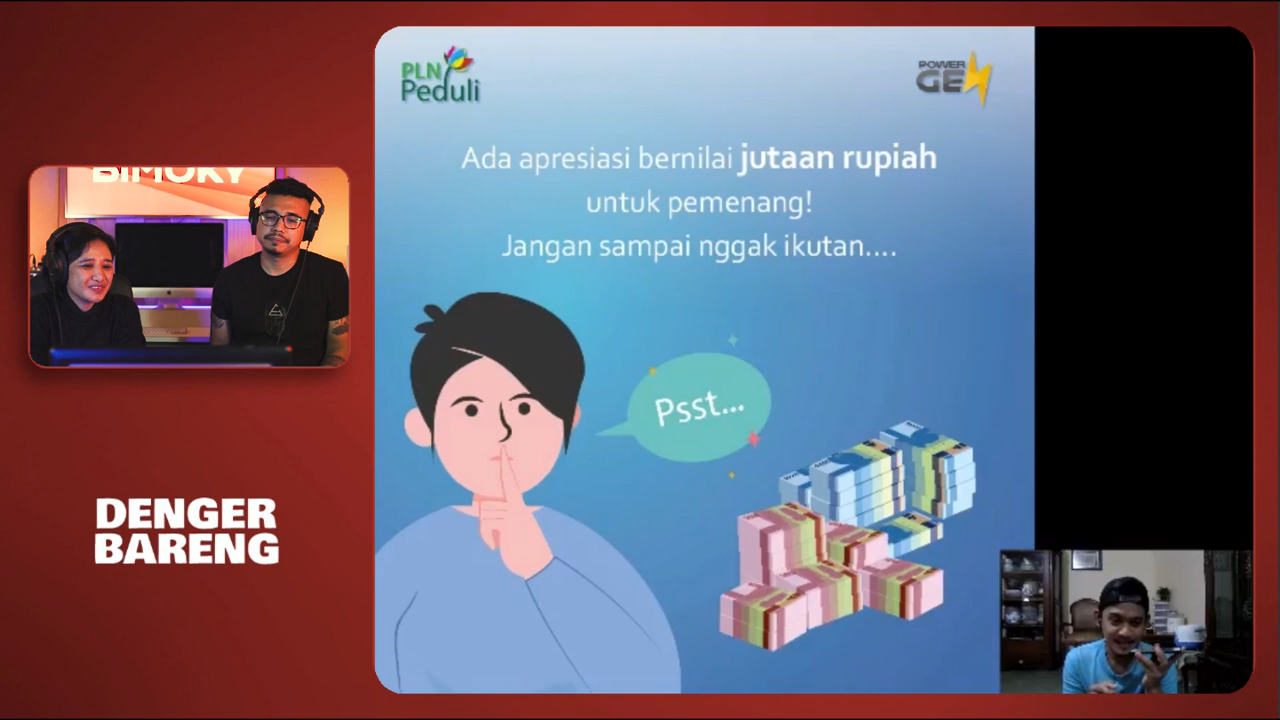 BIMOKY
DENGER
BARENG
PLN
Peduli
POWER
GEN
Ada apresiasi bernilai jutaan rupiah
untuk pemenang!
Jangan sampai nggak ikutan....
Psst...